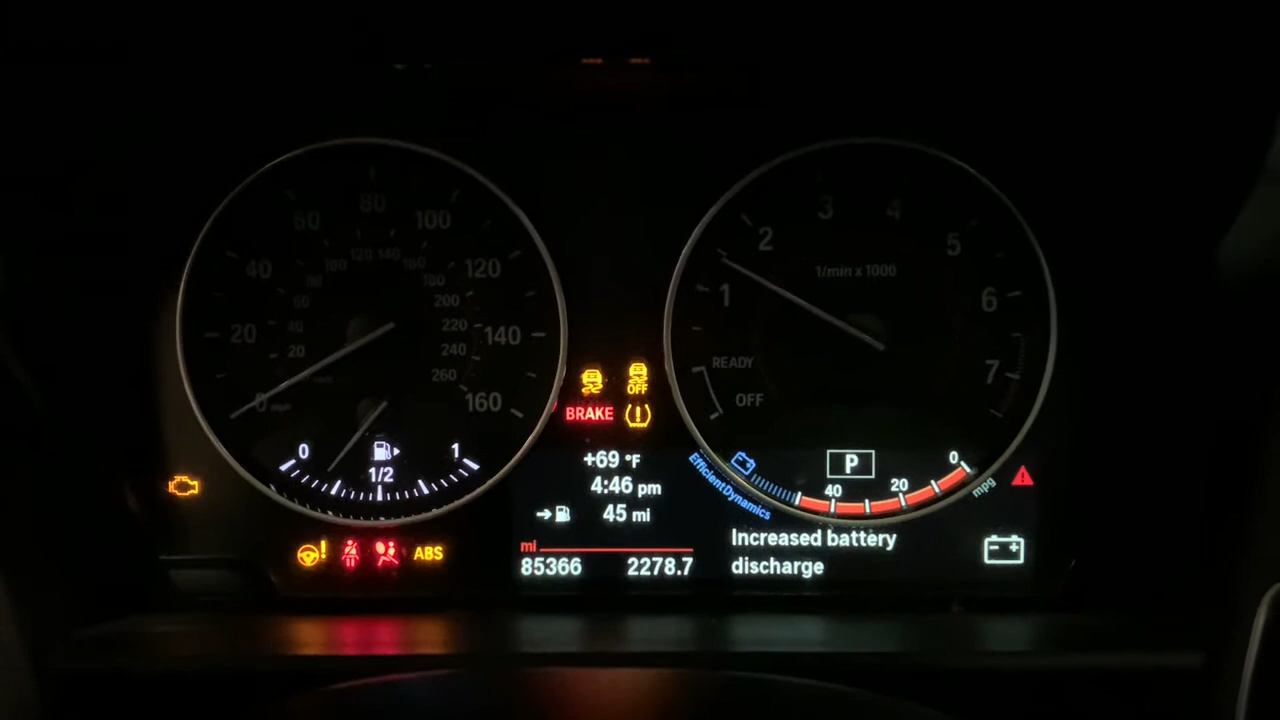 60 80 100
40 120
20 140
0 mph 160
120 140
100 160
80 180
60 200
40 220
20 240
260
0 1/2 1
BRAKE OFF
ABS
+69 °F
4:46 pm
45 mi
mi
85366 2278.7
3 4
2 5
1 6
7
1/min x 1000
READY
OFF
P
EfficientDynamics
40 20 0
mpg
Increased battery
discharge